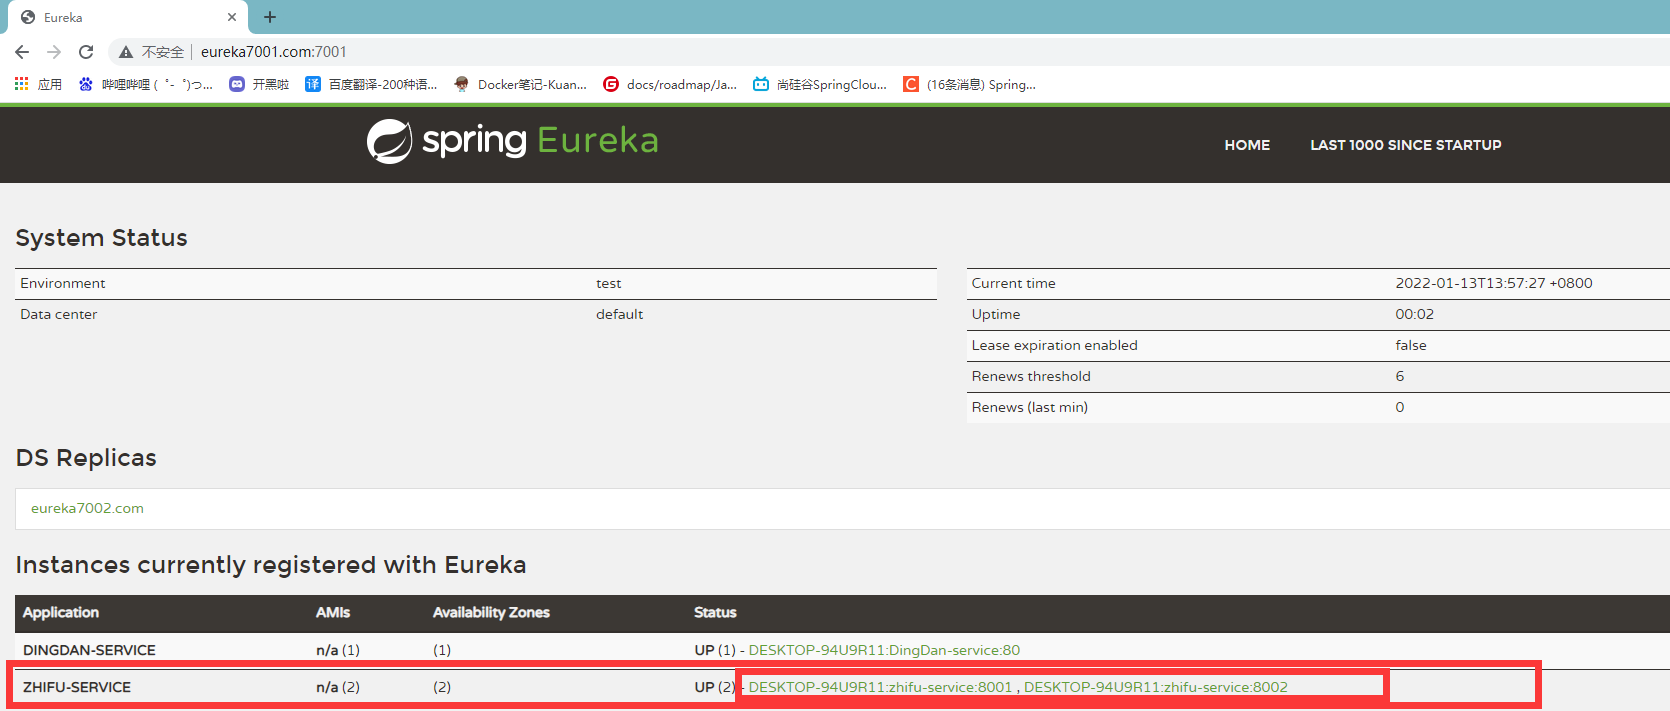 Eureka
不安全 eureka7001.com:7001
应用 哔哩哔哩 ( ゜- ゜)つ... 开黑啦 译 百度翻译-200种语... Docker笔记-Kuan... docs/roadmap/Ja... 尚硅谷SpringClou... C (16条消息) Spring...
spring Eureka HOME LAST 1000 SINCE STARTUP
System Status
Environment test Current time 2022-01-13T13:57:27 +0800
Data center default Uptime 00:02
Lease expiration enabled false
Renews threshold 6
Renews (last min) 0
DS Replicas
eureka7002.com
Instances currently registered with Eureka
Application AMIs Availability Zones Status
DINGDAN-SERVICE n/a (1) (1) UP (1) - DESKTOP-94U9R11:DingDan-service:80
ZHIFU-SERVICE n/a (2) (2) UP (2) - DESKTOP-94U9R11:zhifu-service:8001 , DESKTOP-94U9R11:zhifu-service:8002